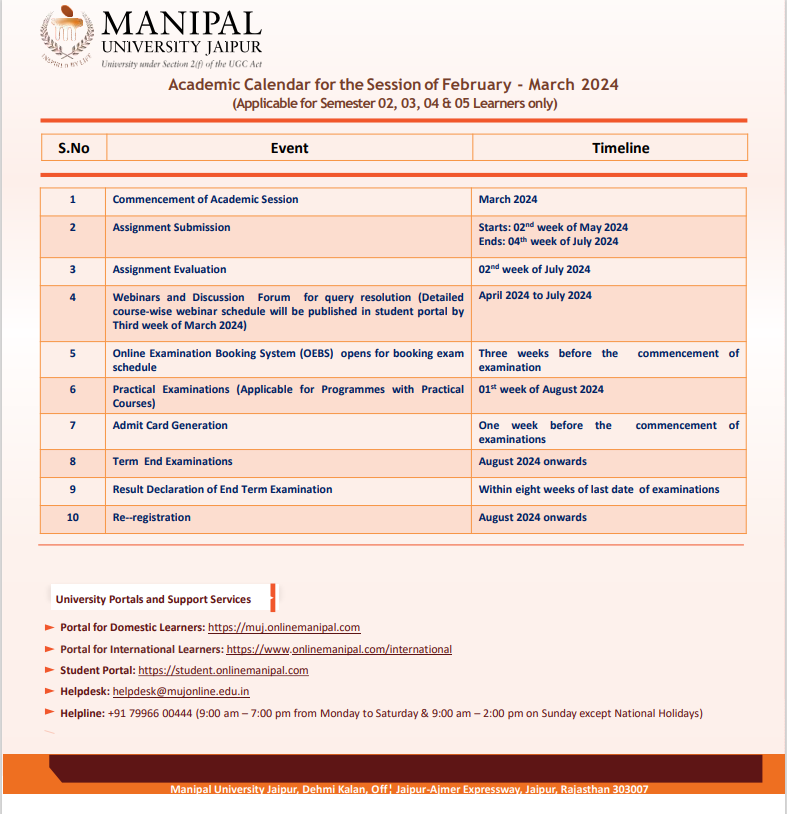 INSPIRED BY LIFE
MANIPAL
UNIVERSITY JAIPUR
University under Section 2(f) of the UGC Act
Academic Calendar for the Session of February - March 2024
(Applicable for Semester 02, 03, 04 & 05 Learners only)
S.No Event Timeline
1 Commencement of Academic Session March 2024
2 Assignment Submission Starts: 02nd week of May 2024
Ends: 04th week of July 2024
3 Assignment Evaluation 02nd week of July 2024
4 Webinars and Discussion Forum for query resolution (Detailed April 2024 to July 2024
course-wise webinar schedule will be published in student portal by
Third week of March 2024)
5 Online Examination Booking System (OEBS) opens for booking exam Three weeks before the commencement of
schedule examination
6 Practical Examinations (Applicable for Programmes with Practical 01st week of August 2024
Courses)
7 Admit Card Generation One week before the commencement of
examinations
8 Term End Examinations August 2024 onwards
9 Result Declaration of End Term Examination Within eight weeks of last date of examinations
10 Re--registration August 2024 onwards
University Portals and Support Services
► Portal for Domestic Learners: https://muj.onlinemanipal.com
► Portal for International Learners: https://www.onlinemanipal.com/international
► Student Portal: https://student.onlinemanipal.com
► Helpdesk: helpdesk@mujonline.edu.in
► Helpline: +91 79966 00444 (9:00 am – 7:00 pm from Monday to Saturday & 9:00 am – 2:00 pm on Sunday except National Holidays)
Manipal University Jaipur, Dehmi Kalan, Off¦ Jaipur-Ajmer Expressway, Jaipur, Rajasthan 303007